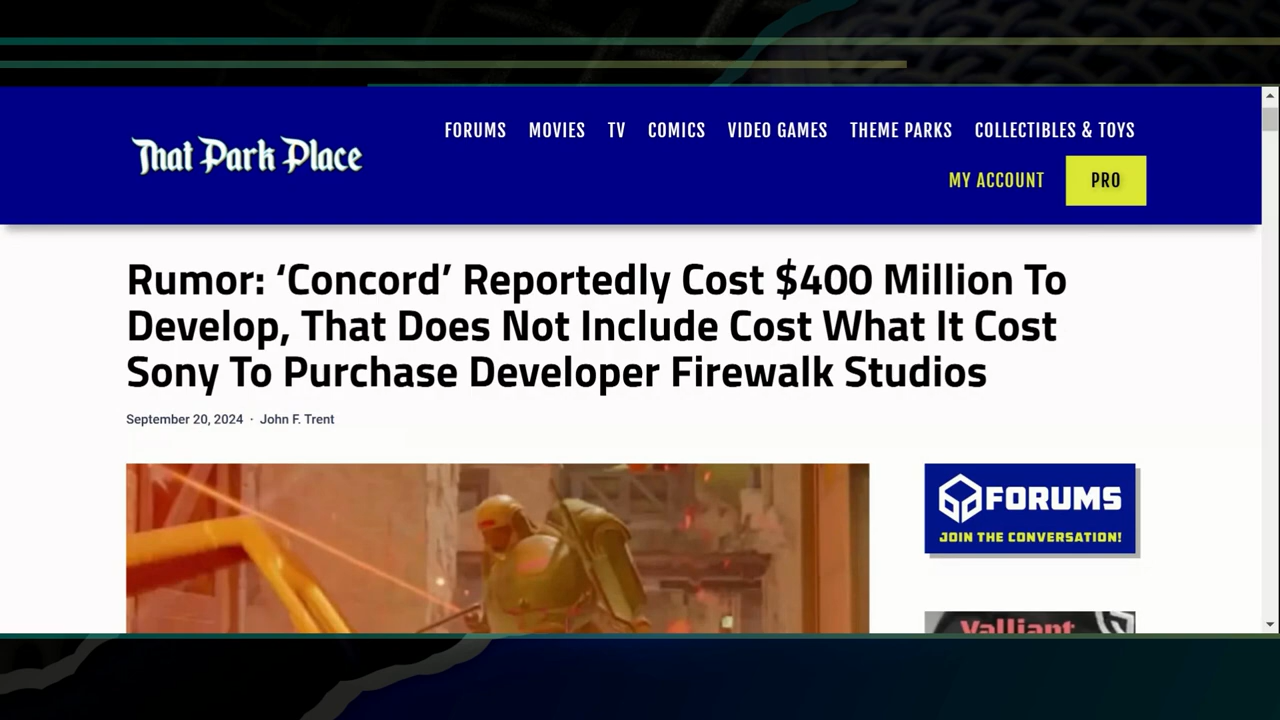 That Park Place
FORUMS MOVIES TV COMICS VIDEO GAMES THEME PARKS COLLECTIBLES & TOYS
MY ACCOUNT PRO
Rumor: ‘Concord’ Reportedly Cost $400 Million To
Develop, That Does Not Include Cost What It Cost
Sony To Purchase Developer Firewalk Studios
September 20, 2024 · John F. Trent
FORUMS
JOIN THE CONVERSATION!
Valliant